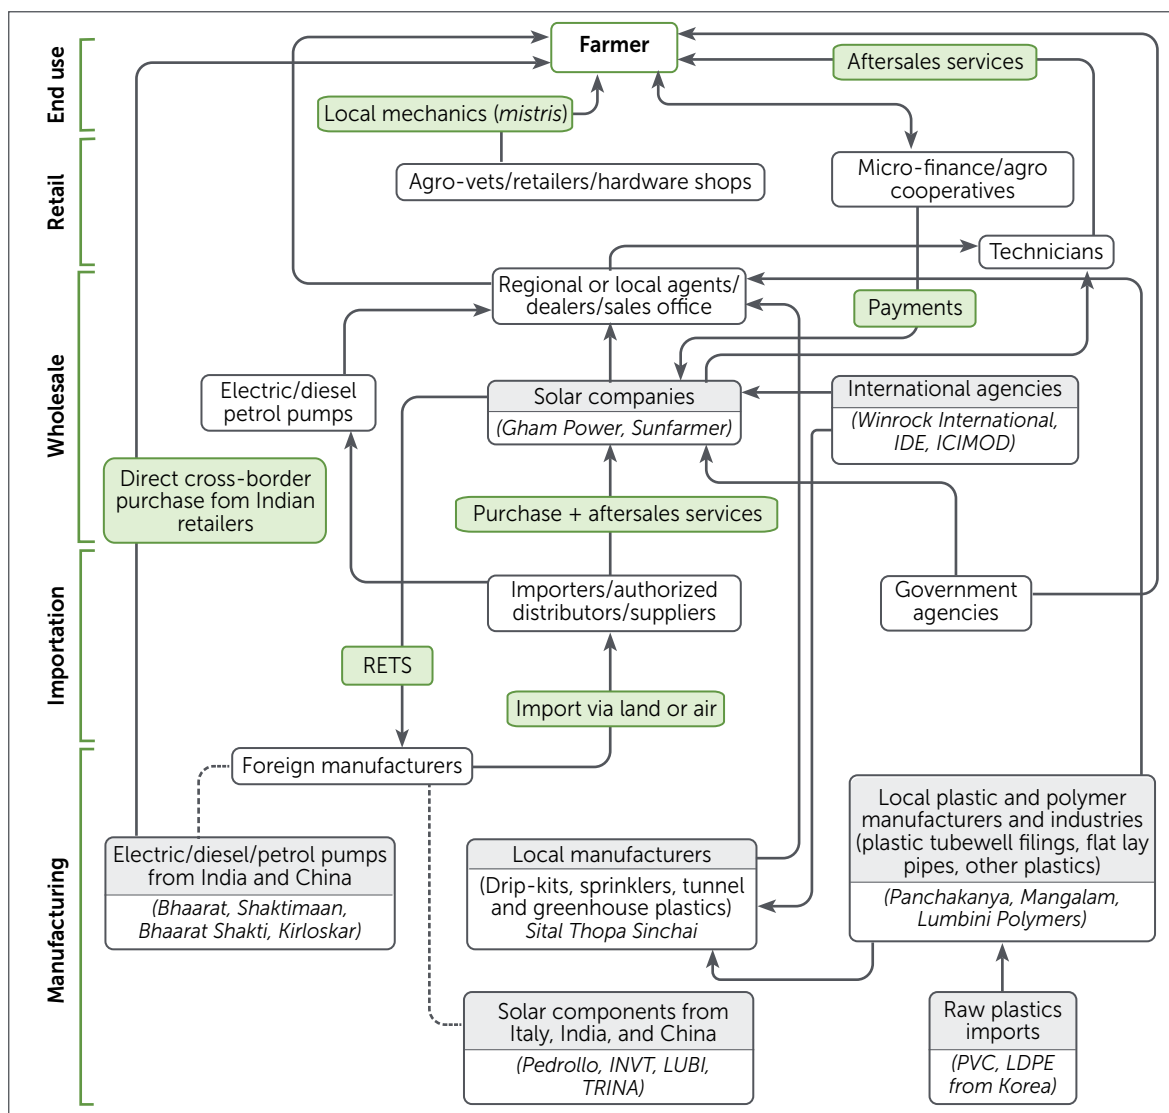 End use
Retail
Wholesale
Importation
Manufacturing
Farmer
Aftersales services
Local mechanics (mistris)
Agro-vets/retailers/hardware shops
Micro-finance/agro
cooperatives
Technicians
Regional or local agents/
dealers/sales office
Payments
Electric/diesel
petrol pumps
Solar companies
(Gham Power, Sunfarmer)
International agencies
(Winrock International,
IDE, ICIMOD)
Direct cross-border
purchase fom Indian
retailers
Purchase + aftersales services
Importers/authorized
distributors/suppliers
Government
agencies
RETS
Import via land or air
Foreign manufacturers
Electric/diesel/petrol pumps
from India and China
(Bhaarat, Shaktimaan,
Bhaarat Shakti, Kirloskar)
Local manufacturers
(Drip-kits, sprinklers, tunnel
and greenhouse plastics)
Sital Thopa Sinchai
Local plastic and polymer
manufacturers and industries
(plastic tubewell filings, flat lay
pipes, other plastics)
(Panchakanya, Mangalam,
Lumbini Polymers)
Solar components from
Italy, India, and China
(Pedrollo, INVT, LUBI,
TRINA)
Raw plastics
imports
(PVC, LDPE
from Korea)